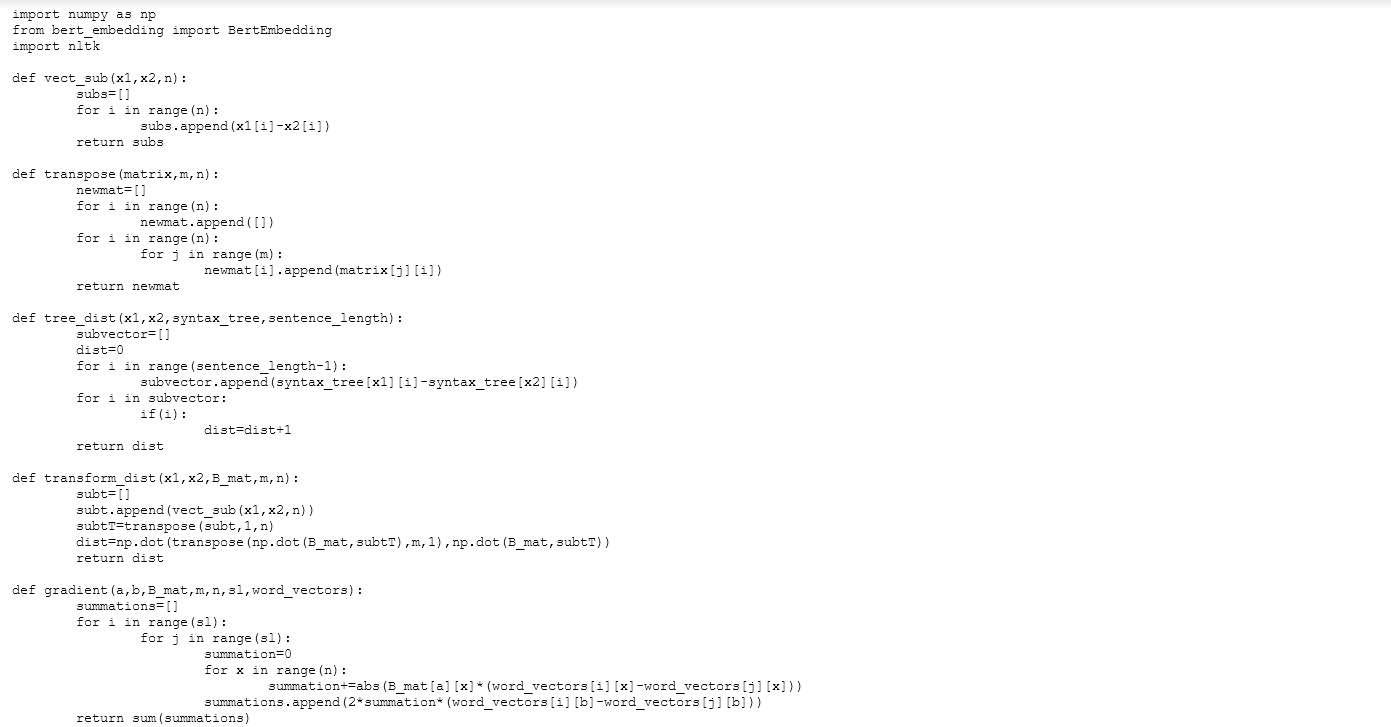 import numpy as np
from bert_embedding import BertEmbedding
import nltk

def vect_sub(x1,x2,n):
        subs=[]
        for i in range(n):
                subs.append(x1[i]-x2[i])
        return subs

def transpose(matrix,m,n):
        newmat=[]
        for i in range(n):
                newmat.append([])
        for i in range(n):
                for j in range(m):
                        newmat[i].append(matrix[j][i])
        return newmat

def tree_dist(x1,x2,syntax_tree,sentence_length):
        subvector=[]
        dist=0
        for i in range(sentence_length-1):
                subvector.append(syntax_tree[x1][i]-syntax_tree[x2][i])
        for i in subvector:
                if(i):
                        dist=dist+1
        return dist

def transform_dist(x1,x2,B_mat,m,n):
        subt=[]
        subt.append(vect_sub(x1,x2,n))
        subtT=transpose(subt,1,n)
        dist=np.dot(transpose(np.dot(B_mat,subtT),m,1),np.dot(B_mat,subtT))
        return dist

def gradient(a,b,B_mat,m,n,sl,word_vectors):
        summations=[]
        for i in range(sl):
                for j in range(sl):
                        summation=0
                        for x in range(n):
                                summation+=abs(B_mat[a][x]*(word_vectors[i][x]-word_vectors[j][x]))
                        summations.append(2*summation*(word_vectors[i][b]-word_vectors[j][b]))
        return sum(summations)